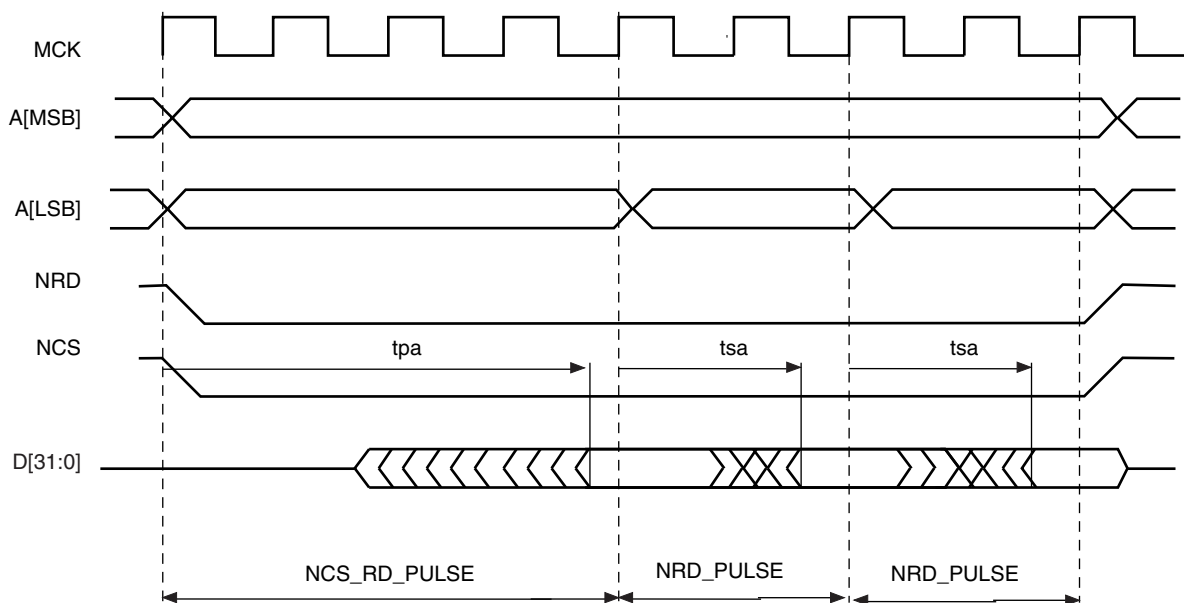 MCK
A[MSB]
A[LSB]
NRD
NCS
tpa
tsa
tsa
D[31:0]
NCS_RD_PULSE
NRD_PULSE
NRD_PULSE